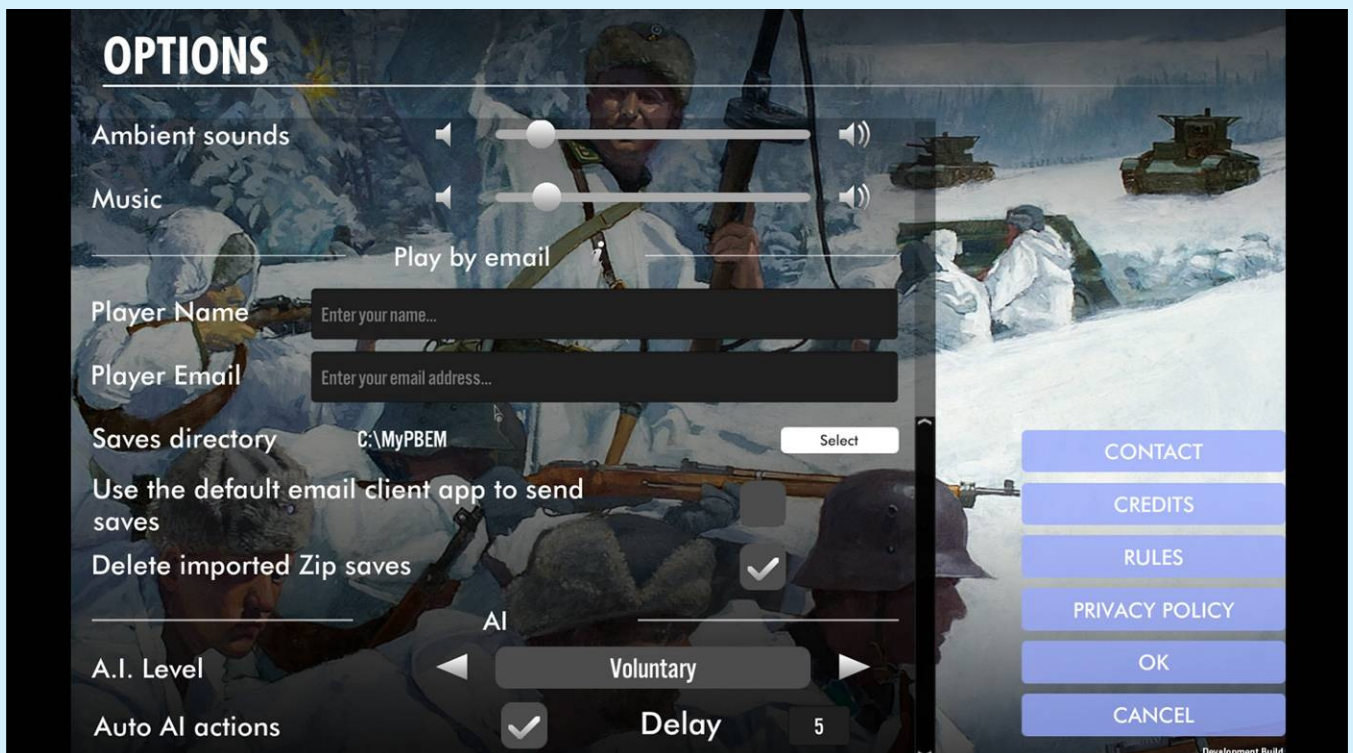 OPTIONS
Ambient sounds
Music
Play by email
i
Player Name
Enter your name...
Player Email
Enter your email address...
Saves directory
C:\MyPBEM
Select
Use the default email client app to send
saves
Delete imported Zip saves
AI
A.I. Level
Voluntary
Auto AI actions
Delay
5
CONTACT
CREDITS
RULES
PRIVACY POLICY
OK
CANCEL
Development Build